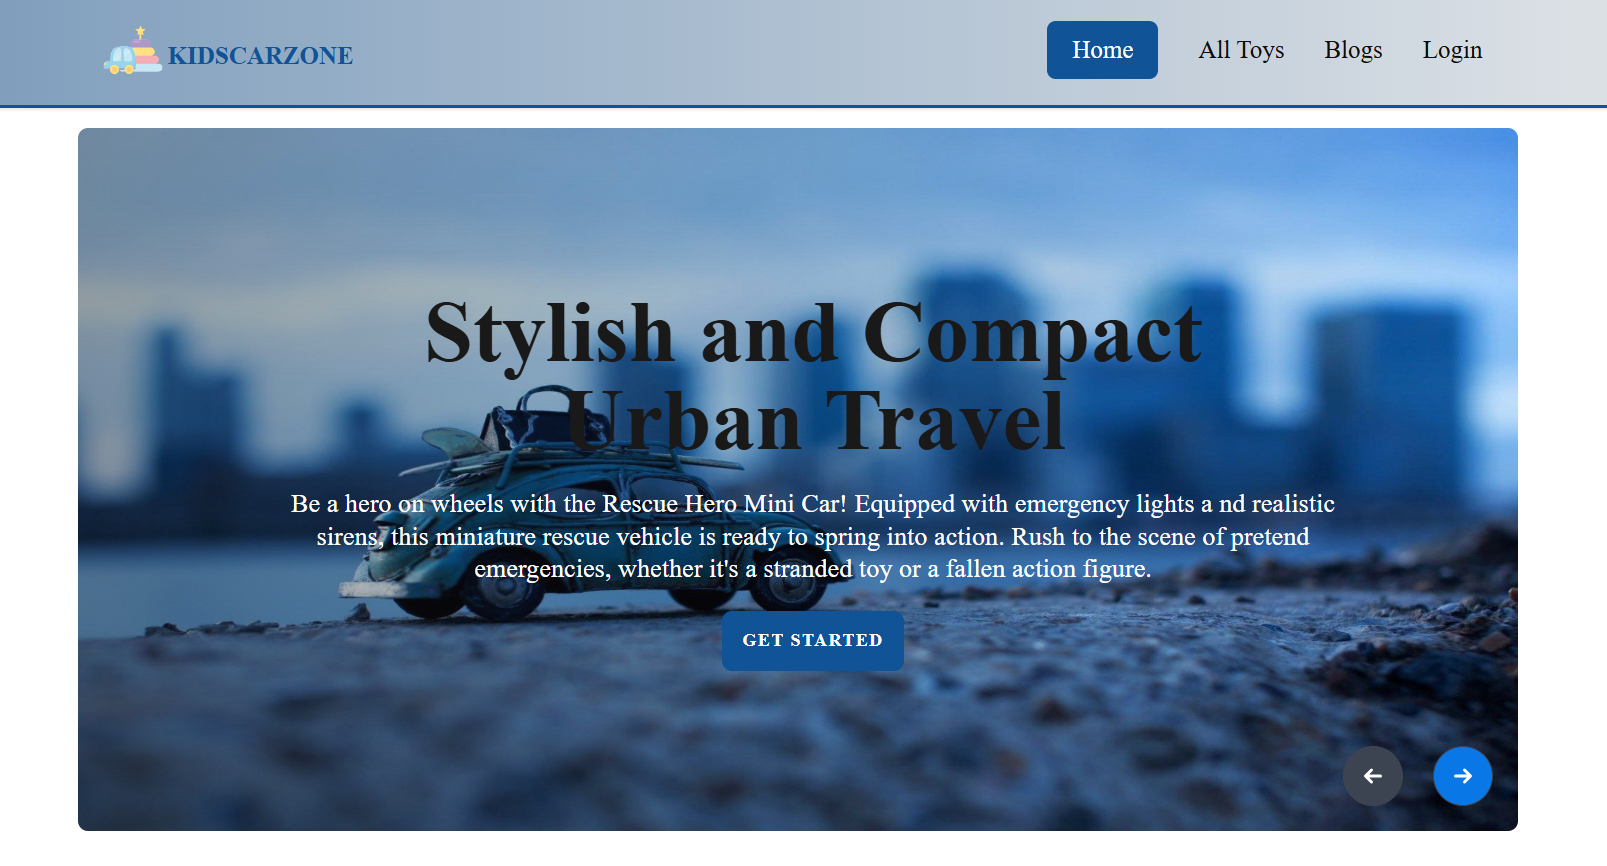 KIDSCARZONE
Home
All Toys
Blogs
Login
Stylish and Compact
Urban Travel
Be a hero on wheels with the Rescue Hero Mini Car! Equipped with emergency lights a nd realistic
sirens, this miniature rescue vehicle is ready to spring into action. Rush to the scene of pretend
emergencies, whether it's a stranded toy or a fallen action figure.
GET STARTED